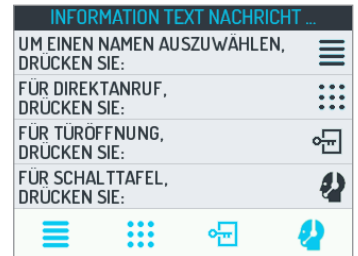 INFORMATION TEXT NACHRICHT ...
UM EINEN NAMEN AUSZUWÄHLEN,
DRÜCKEN SIE:
FÜR DIREKTANRUF,
DRÜCKEN SIE:
FÜR TÜRÖFFNUNG,
DRÜCKEN SIE:
FÜR SCHALTTAFEL,
DRÜCKEN SIE: